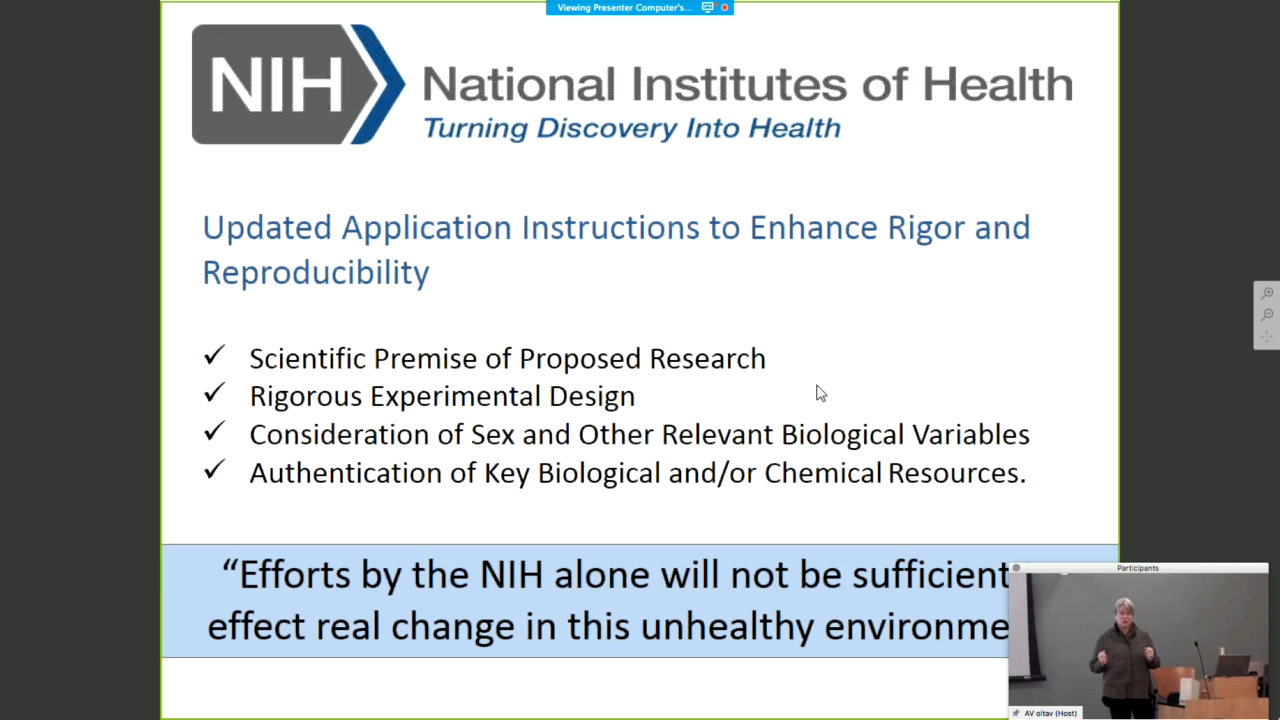 Viewing Presenter Computer's...
NIH
National Institutes of Health
Turning Discovery Into Health
Updated Application Instructions to Enhance Rigor and
Reproducibility
✓ Scientific Premise of Proposed Research
✓ Rigorous Experimental Design
✓ Consideration of Sex and Other Relevant Biological Variables
✓ Authentication of Key Biological and/or Chemical Resources.
“Efforts by the NIH alone will not be sufficient
effect real change in this unhealthy environme
Participants
AV oitav (Host)